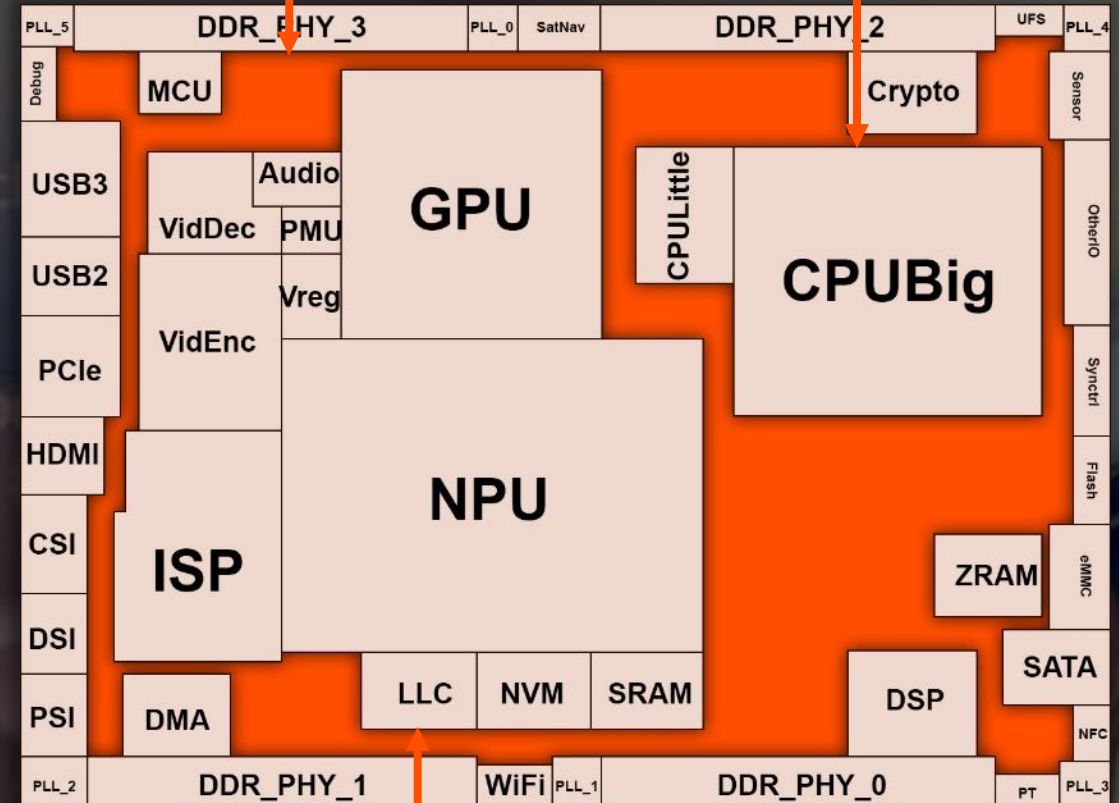 PLL_5
DDR_PHY_3
PLL_0
SatNav
DDR_PHY_2
UFS
PLL_4
Debug
MCU
Crypto
Sensor
USB3
Audio
GPU
CPULittle
CPUBig
OtherIO
VidDec
PMU
USB2
Vreg
VidEnc
PCIe
Synctrl
HDMI
NPU
Flash
CSI
ISP
ZRAM
eMMC
DSI
SATA
LLC
NVM
SRAM
DSP
PSI
DMA
NFC
PLL_2
DDR_PHY_1
WiFi
PLL_1
DDR_PHY_0
PT
PLL_3